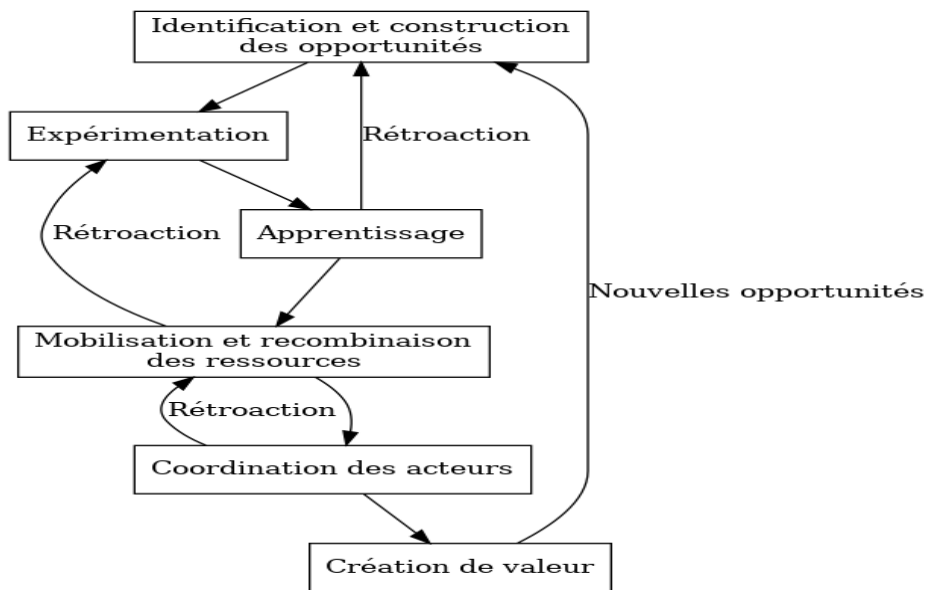 Identification et construction
des opportunités
Expérimentation
Rétroaction
Rétroaction
Apprentissage
Nouvelles opportunités
Mobilisation et recombinaison
des ressources
Rétroaction
Coordination des acteurs
Création de valeur